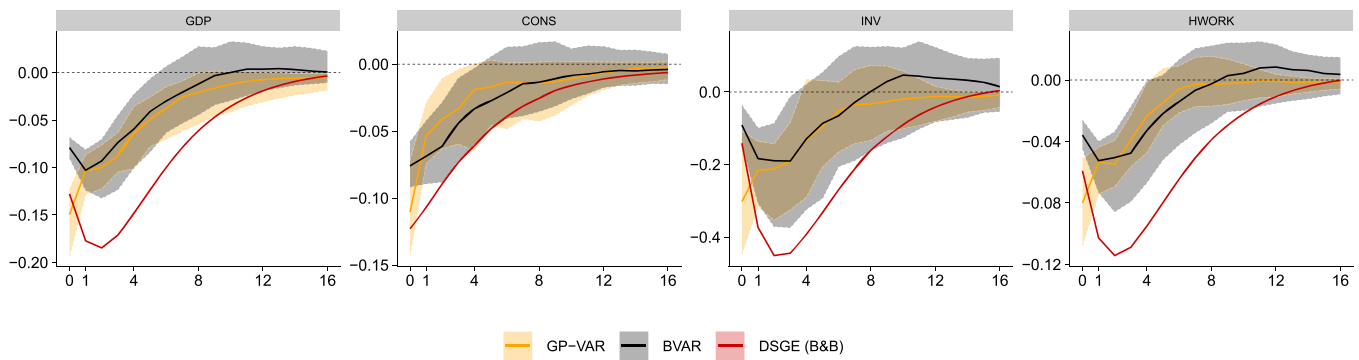 GDP CONS INV HWORK
0.00 0.00 0.0 0.00
−0.05 −0.05 −0.2 −0.04
−0.10 −0.10 −0.4 −0.08
−0.15 −0.15 −0.12
−0.20
0 1 4 8 12 16 0 1 4 8 12 16 0 1 4 8 12 16 0 1 4 8 12 16
GP−VAR BVAR DSGE (B&B)